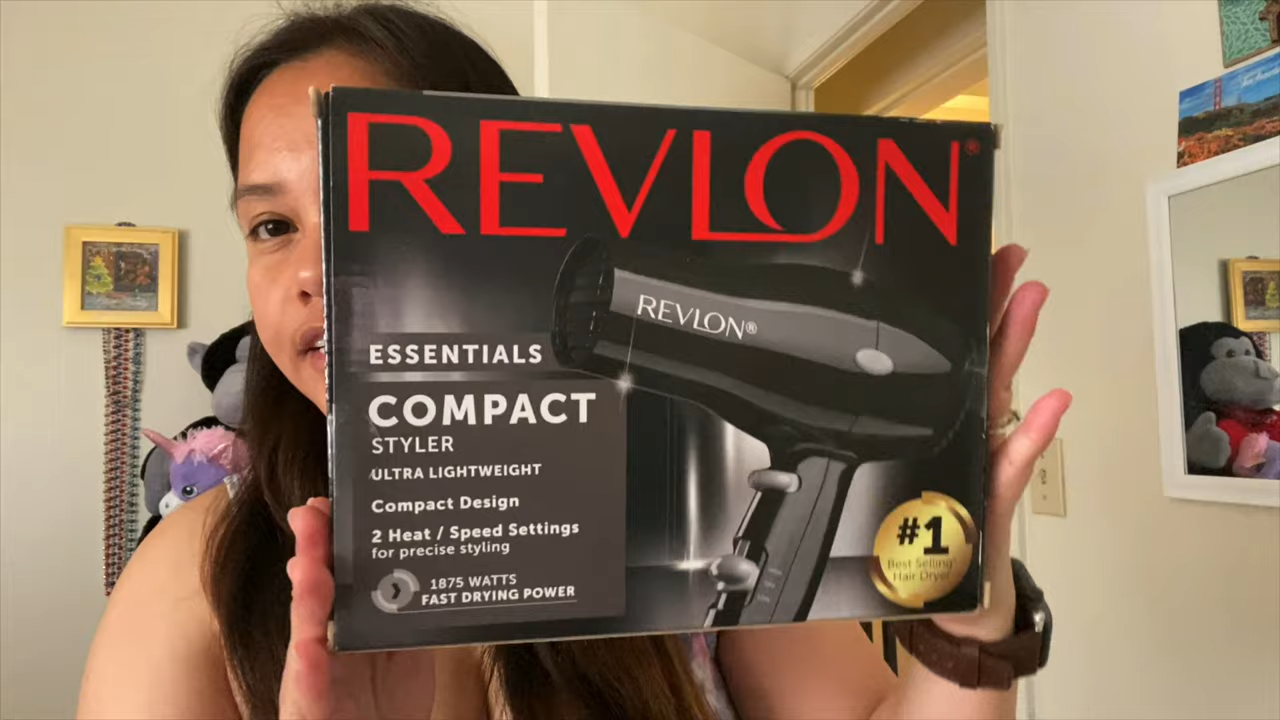 REVLON®
REVLON®
ESSENTIALS
COMPACT
STYLER
ULTRA LIGHTWEIGHT
Compact Design
2 Heat / Speed Settings
for precise styling
1875 WATTS
FAST DRYING POWER
#1
Best Selling
Hair Dryer